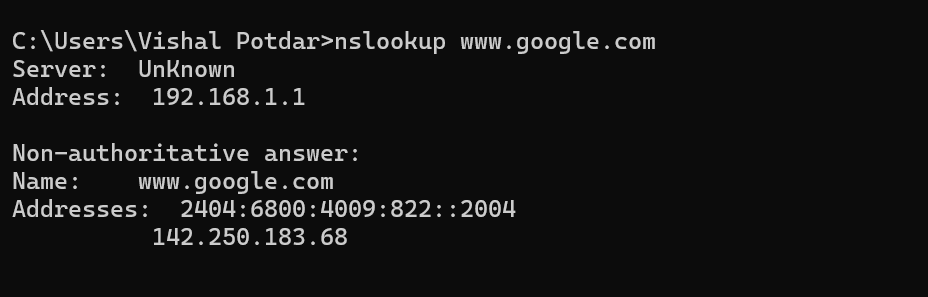 C:\Users\Vishal Potdar>nslookup www.google.com
Server:  UnKnown
Address:  192.168.1.1

Non-authoritative answer:
Name:    www.google.com
Addresses:  2404:6800:4009:822::2004
          142.250.183.68